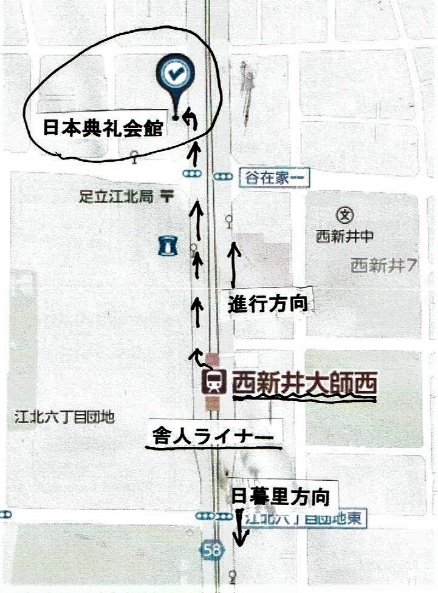 日本典礼会館
谷在家一
足立江北局 〒
文
西新井中
西新井7
進行方向
西新井大師西
江北六丁目団地
舎人ライナー
日暮里方向
江北六丁目団地東
58